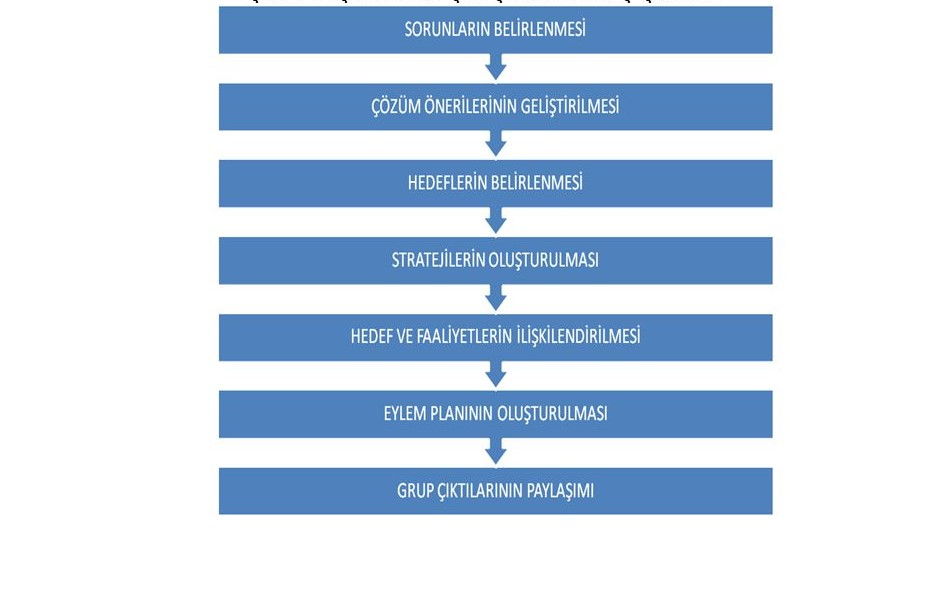 SORUNLARIN BELİRLENMESİ
ÇÖZÜM ÖNERİLERİNİN GELİŞTİRİLMESİ
HEDEFLERİN BELİRLENMESİ
STRATEJİLERİN OLUŞTURULMASI
HEDEF VE FAALİYETLERİN İLİŞKİLENDİRİLMESİ
EYLEM PLANININ OLUŞTURULMASI
GRUP ÇIKTILARININ PAYLAŞIMI